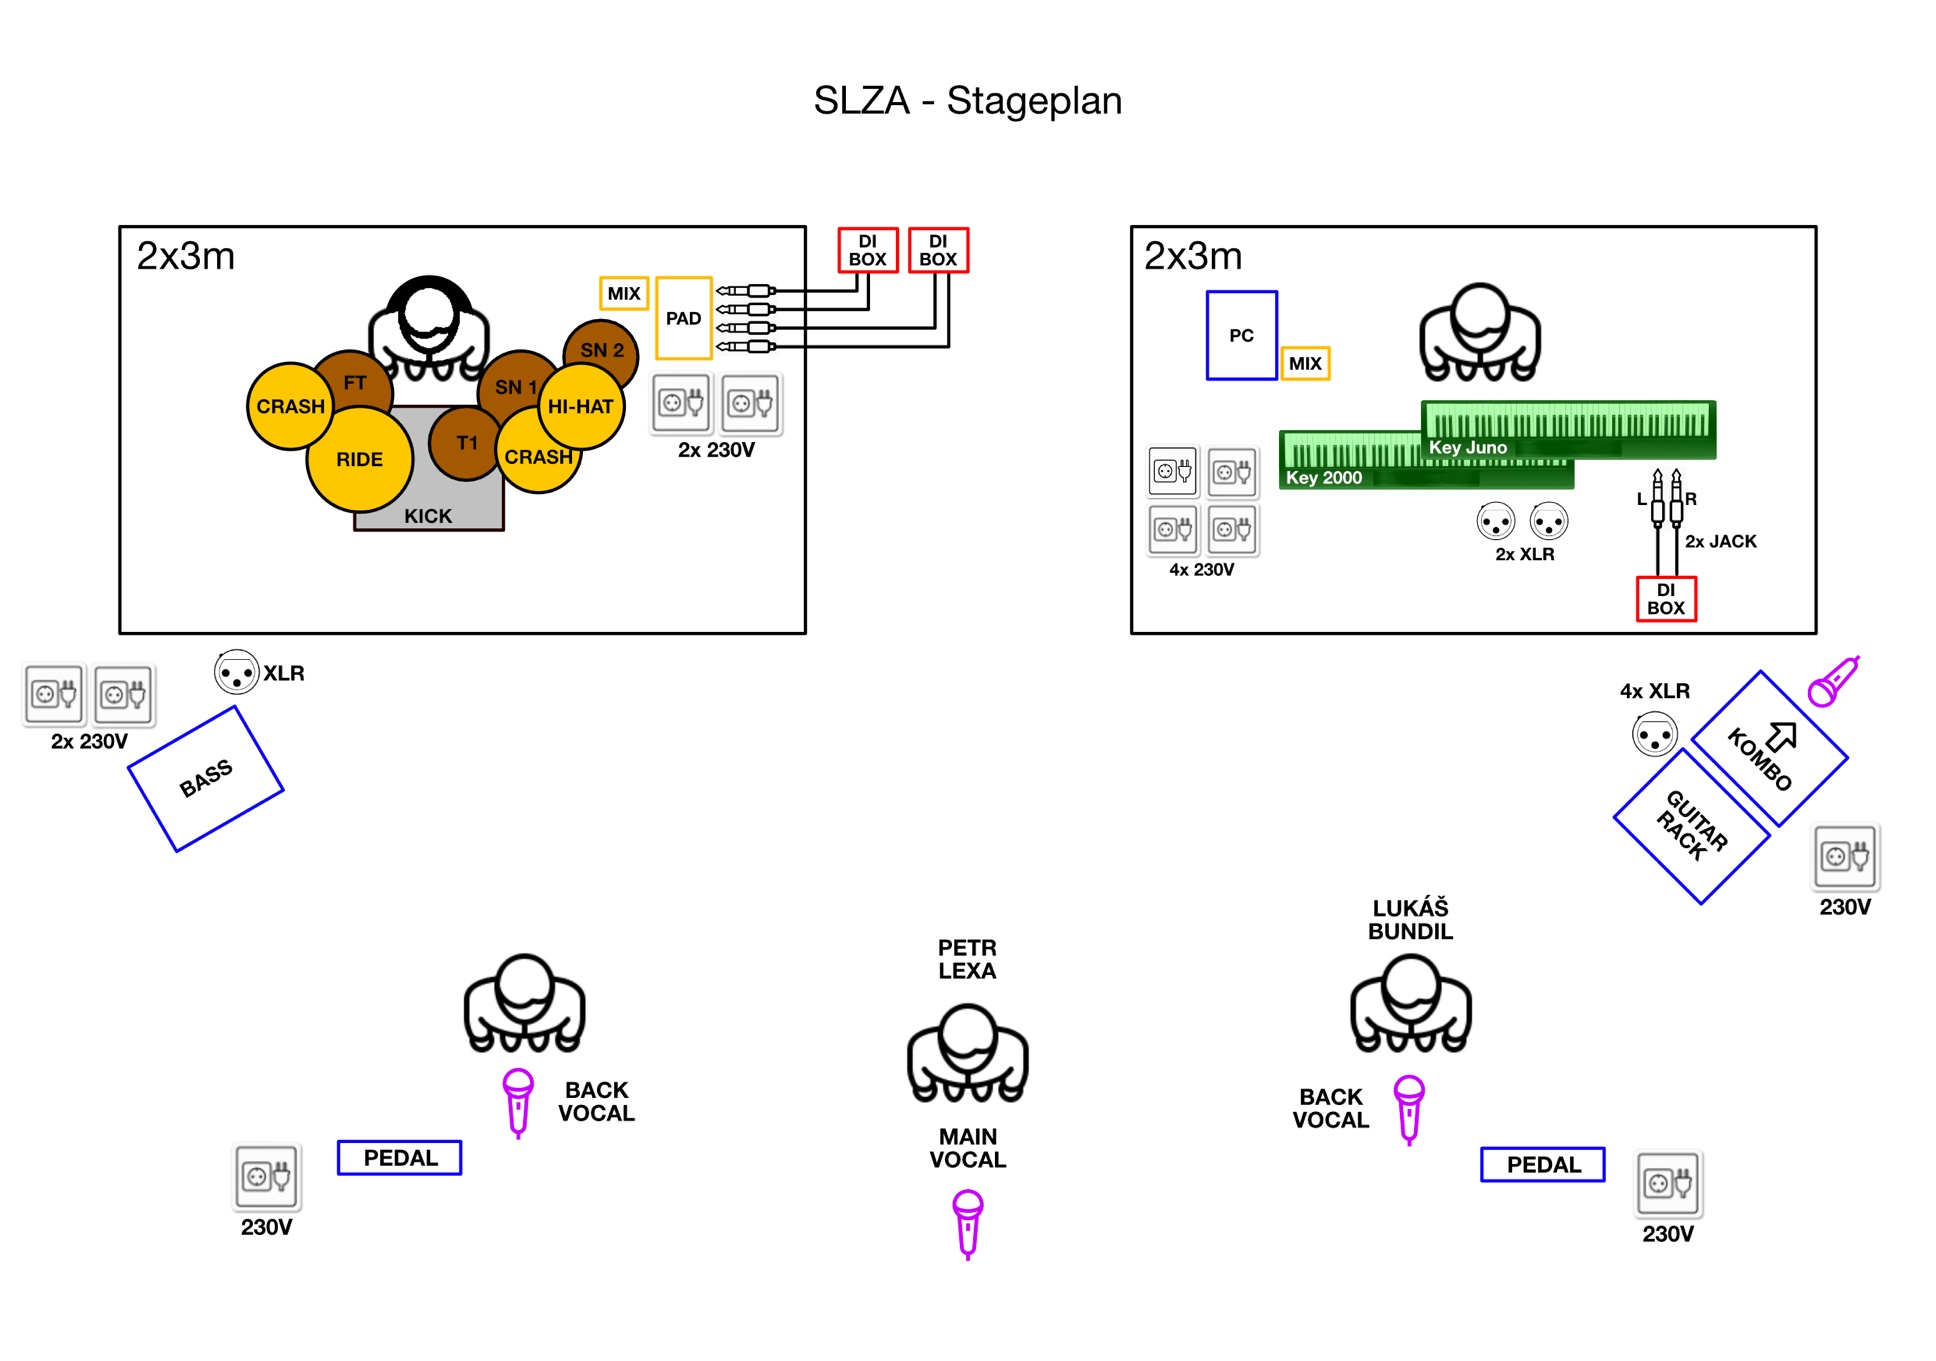 SLZA - Stageplan
2x3m
MIX
PAD
DI
BOX
DI
BOX
SN 2
FT
SN 1
CRASH
HI-HAT
T1
RIDE
CRASH
KICK
2x 230V
2x3m
PC
MIX
Key Juno
Key 2000
L
R
2x JACK
2x XLR
4x 230V
DI
BOX
XLR
2x 230V
BASS
4x XLR
KOMBO
GUITAR
RACK
230V
LUKÁŠ
BUNDIL
PETR
LEXA
BACK
VOCAL
MAIN
VOCAL
BACK
VOCAL
PEDAL
230V
PEDAL
230V